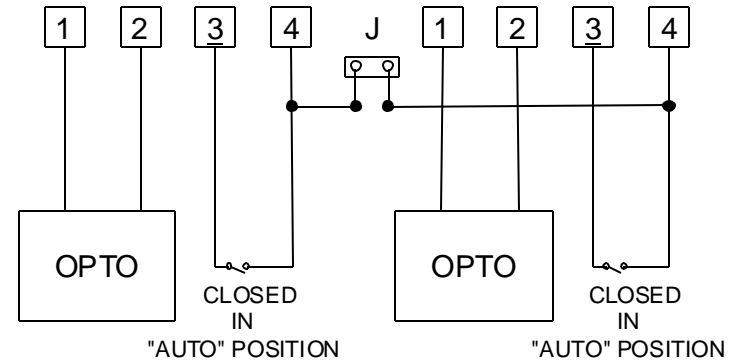 1 2 3 4 J 1 2 3 4
OPTO OPTO
CLOSED CLOSED
IN IN
"AUTO" POSITION "AUTO" POSITION